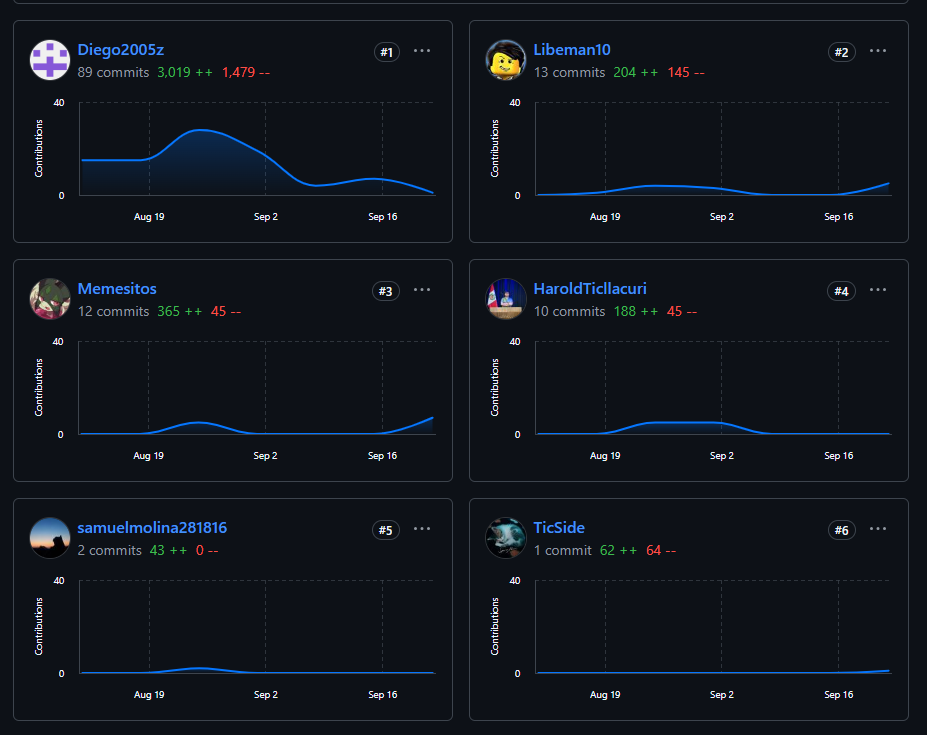 Diego2005z #1
89 commits 3,019 ++ 1,479 --
40
Contributions
0
Aug 19 Sep 2 Sep 16
Libeman10 #2
13 commits 204 ++ 145 --
40
Contributions
0
Aug 19 Sep 2 Sep 16
Memesitos #3
12 commits 365 ++ 45 --
40
Contributions
0
Aug 19 Sep 2 Sep 16
HaroldTicllacuri #4
10 commits 188 ++ 45 --
40
Contributions
0
Aug 19 Sep 2 Sep 16
samuelmolina281816 #5
2 commits 43 ++ 0 --
40
Contributions
0
Aug 19 Sep 2 Sep 16
TicSide #6
1 commit 62 ++ 64 --
40
Contributions
0
Aug 19 Sep 2 Sep 16